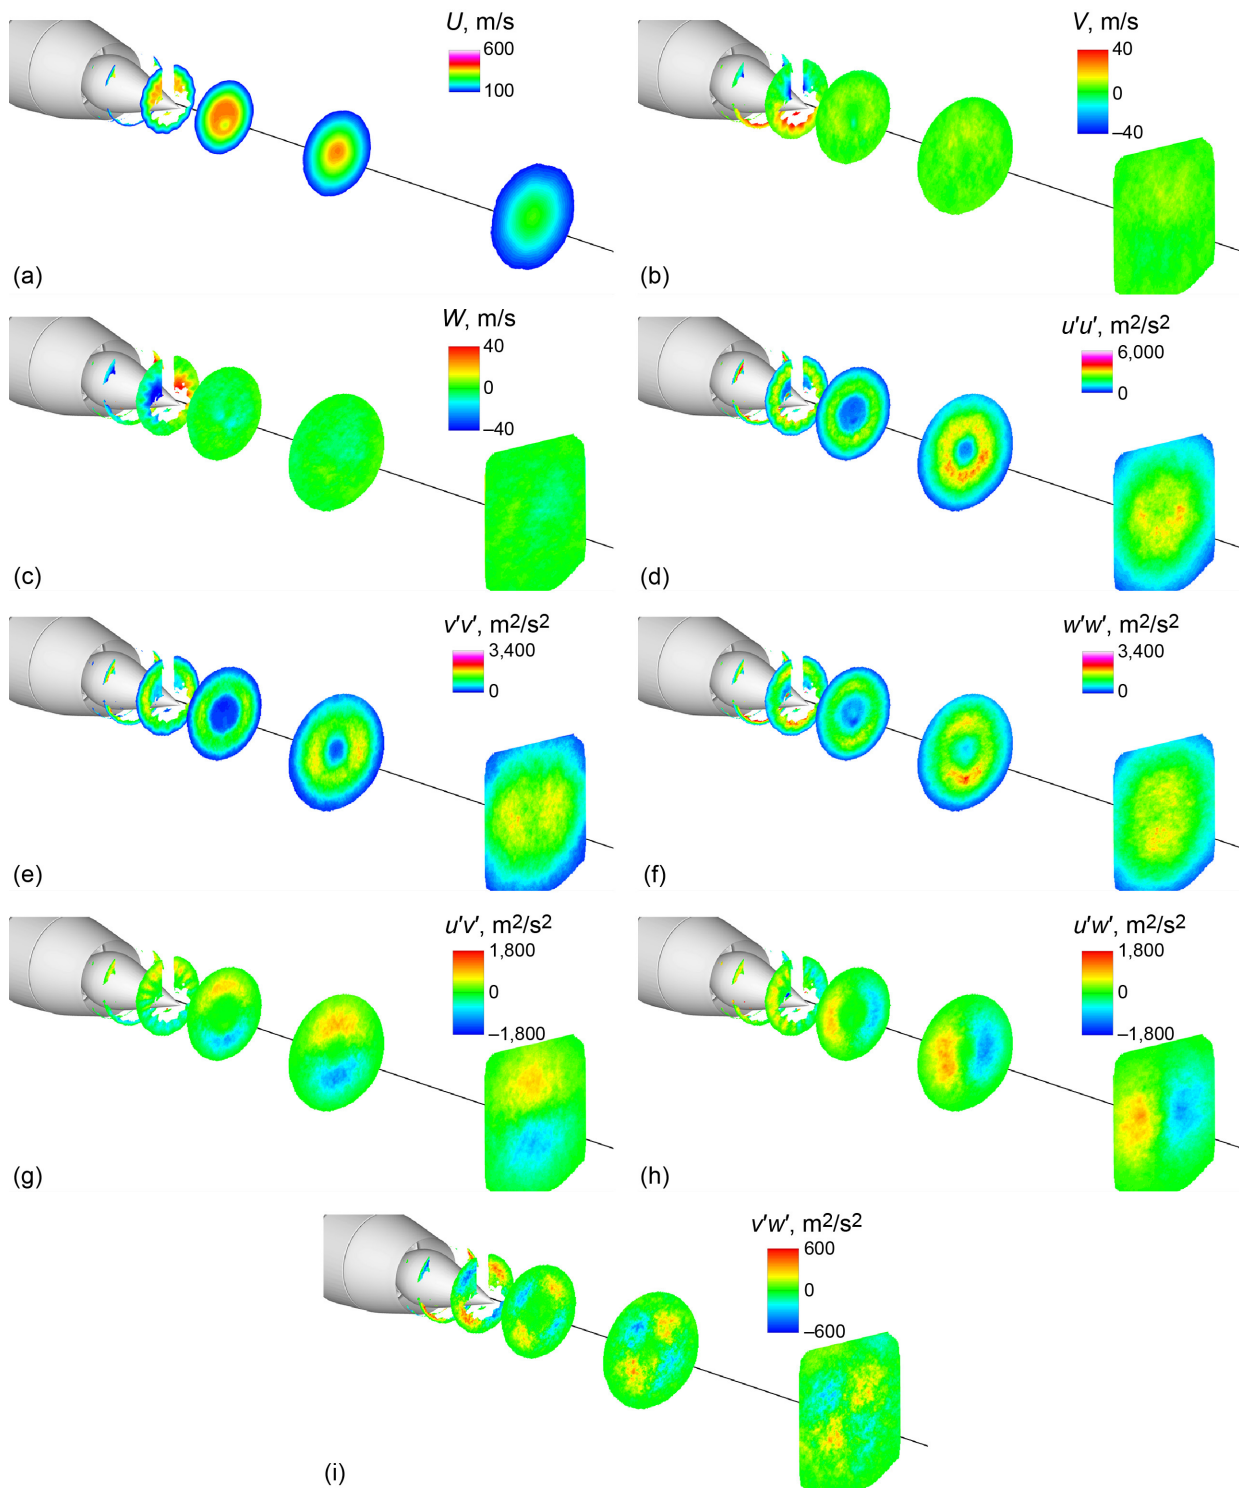 U, m/s
600
100
(a)
V, m/s
40
0
–40
(b)
W, m/s
40
0
–40
(c)
u′u′, m2/s2
6,000
0
(d)
v′v′, m2/s2
3,400
0
(e)
w′w′, m2/s2
3,400
0
(f)
u′v′, m2/s2
1,800
0
–1,800
(g)
u′w′, m2/s2
1,800
0
–1,800
(h)
v′w′, m2/s2
600
0
–600
(i)